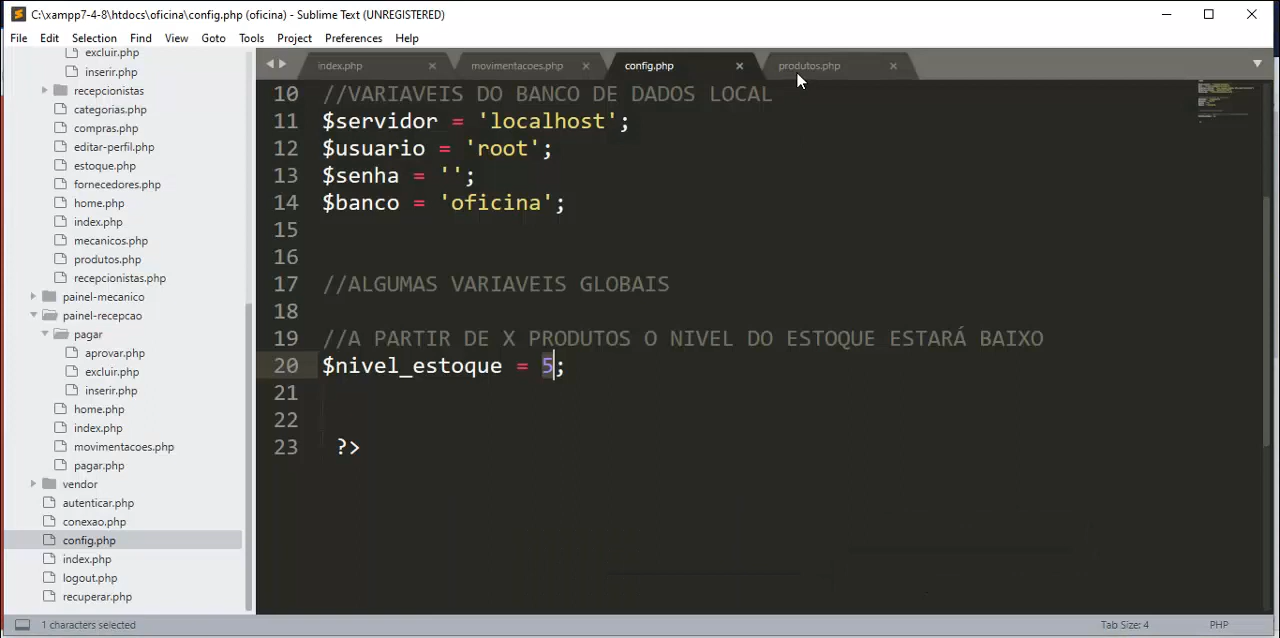 C:\xampp7-4-8\htdocs\oficina\config.php (oficina) - Sublime Text (UNREGISTERED)
File Edit Selection Find View Goto Tools Project Preferences Help
excluir.php
inserir.php
recepcionistas
categorias.php
compras.php
editar-perfil.php
estoque.php
fornecedores.php
home.php
index.php
mecanicos.php
produtos.php
recepcionistas.php
painel-mecanico
painel-recepcao
pagar
aprovar.php
excluir.php
inserir.php
home.php
index.php
movimentacoes.php
pagar.php
vendor
autenticar.php
conexao.php
config.php
index.php
logout.php
recuperar.php
index.php movimentacoes.php config.php produtos.php
10 //VARIAVEIS DO BANCO DE DADOS LOCAL
11 $servidor = 'localhost';
12 $usuario = 'root';
13 $senha = '';
14 $banco = 'oficina';
15
16
17 //ALGUMAS VARIAVEIS GLOBAIS
18
19 //A PARTIR DE X PRODUTOS O NIVEL DO ESTOQUE ESTARÁ BAIXO
20 $nivel_estoque = 5;
21
22
23 ?>
1 characters selected Tab Size: 4 PHP